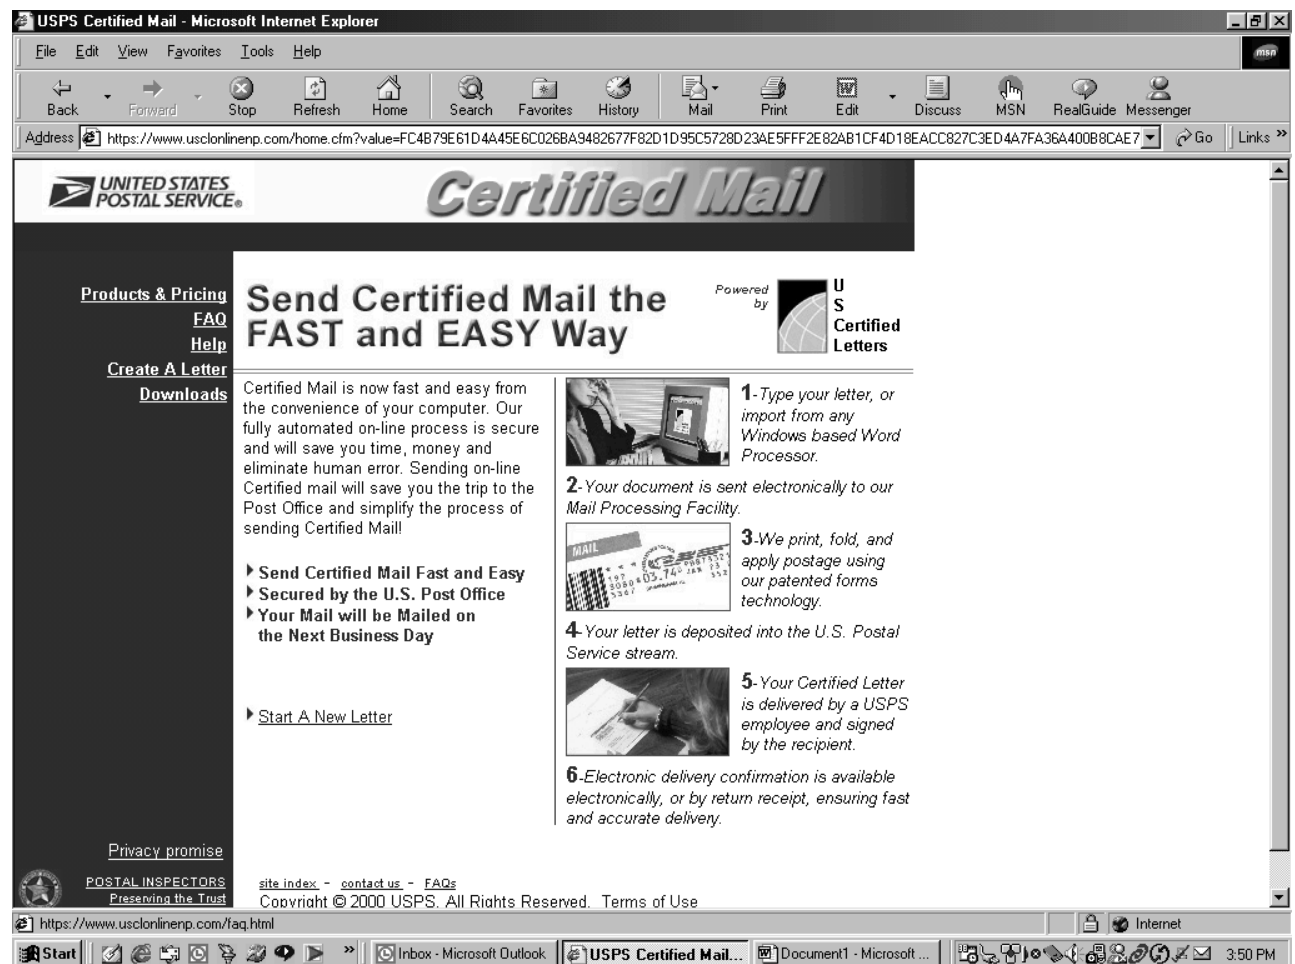 USPS Certified Mail - Microsoft Internet Explorer
File Edit View Favorites Tools Help
msn
Back Forward Stop Refresh Home Search Favorites History Mail Print Edit Discuss MSN RealGuide Messenger
Address https://www.usclonlinenp.com/home.cfm?value=FC4B79E61D4A45E6C026BA9482677F82D1D95C5728D23AE5FFF2E82AB1CF4D18EACC827C3ED4A7FA36A400B8CAE7 Go Links »
UNITED STATES
POSTAL SERVICE®
Certified Mail
Products & Pricing
FAQ
Help
Create A Letter
Downloads
Send Certified Mail the
FAST and EASY Way
Powered
by
U
S
Certified
Letters
Certified Mail is now fast and easy from
the convenience of your computer. Our
fully automated on-line process is secure
and will save you time, money and
eliminate human error. Sending on-line
Certified mail will save you the trip to the
Post Office and simplify the process of
sending Certified Mail!
Send Certified Mail Fast and Easy
Secured by the U.S. Post Office
Your Mail will be Mailed on
the Next Business Day
Start A New Letter
1-Type your letter, or
import from any
Windows based Word
Processor.
2-Your document is sent electronically to our
Mail Processing Facility.
MAIL
03.74
3-We print, fold, and
apply postage using
our patented forms
technology.
4-Your letter is deposited into the U.S. Postal
Service stream.
5-Your Certified Letter
is delivered by a USPS
employee and signed
by the recipient.
6-Electronic delivery confirmation is available
electronically, or by return receipt, ensuring fast
and accurate delivery.
Privacy promise
POSTAL INSPECTORS
Preserving the Trust
site index - contact us - FAQs
Copyright © 2000 USPS. All Rights Reserved. Terms of Use
https://www.usclonlinenp.com/faq.html Internet
Start » Inbox - Microsoft Outlook USPS Certified Mail... Document1 - Microsoft ... 3:50 PM